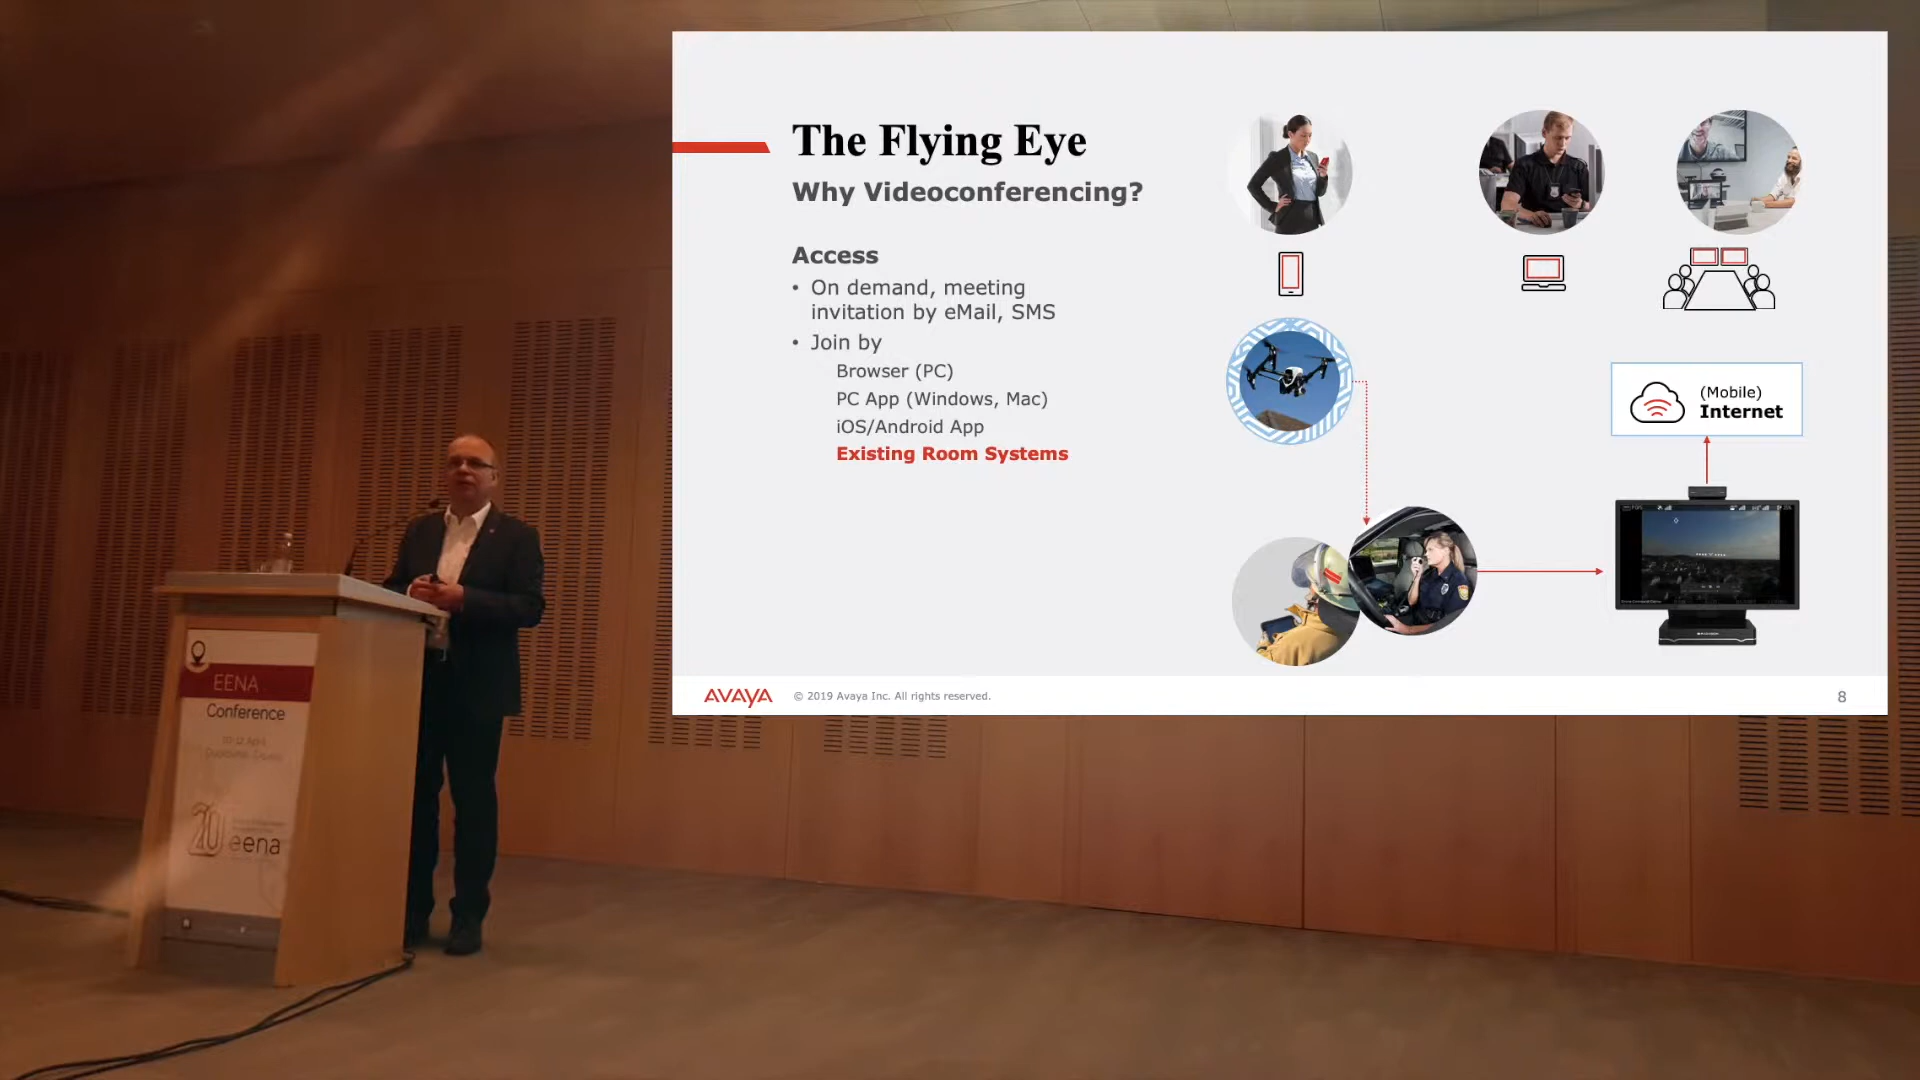 The Flying Eye
Why Videoconferencing?
Access
• On demand, meeting
invitation by eMail, SMS
• Join by
Browser (PC)
PC App (Windows, Mac)
iOS/Android App
Existing Room Systems
(Mobile)
Internet
AVAYA
© 2019 Avaya Inc. All rights reserved.
8
EENA
Conference
20
eena